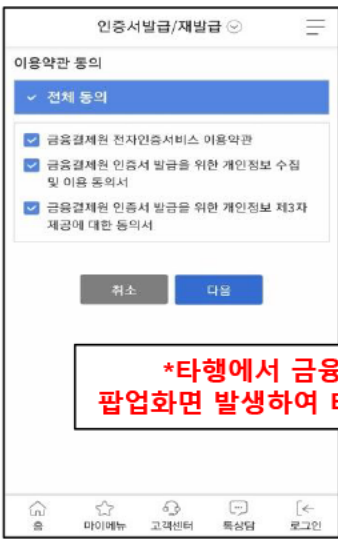 인증서발급/재발급
이용약관 동의
전체 동의
금융결제원 전자인증서비스 이용약관
금융결제원 인증서 발급을 위한 개인정보 수집
및 이용 동의서
금융결제원 인증서 발급을 위한 개인정보 제3자
제공에 대한 동의서
취소 다음
*타행에서 금융
팝업화면 발생하여
홈 마이메뉴 고객센터 톡상담 로그인